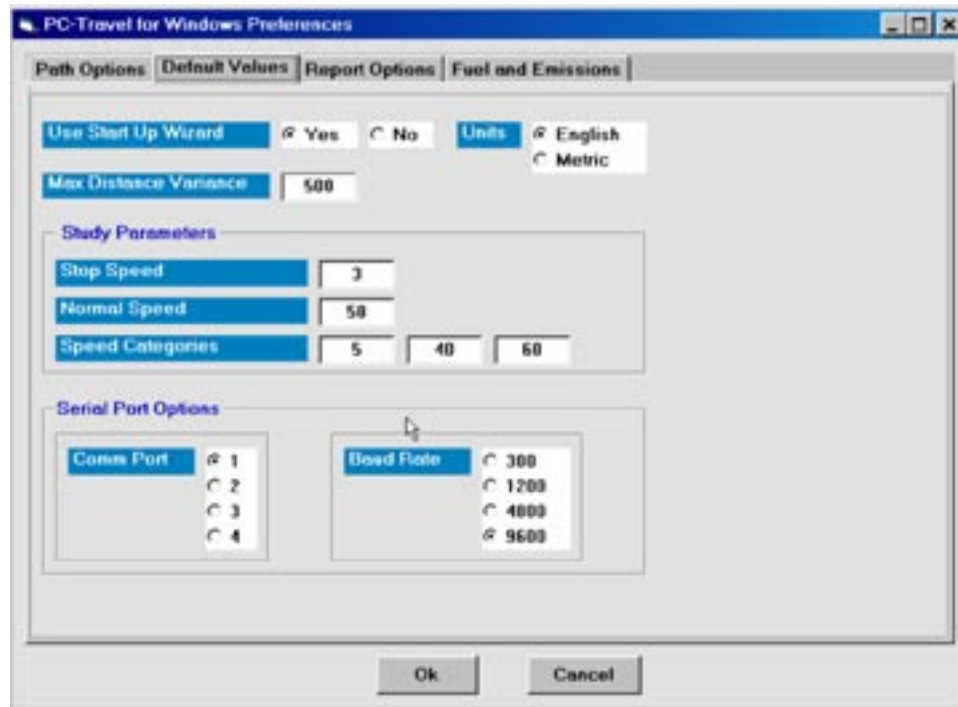 PC-Travel for Windows Preferences
Path Options Default Values Report Options Fuel and Emissions
Use Start Up Wizard Yes No Units English
Metric
Max Distance Variance 500
Study Parameters
Stop Speed 3
Normal Speed 50
Speed Categories 5 40 60
Serial Port Options
Comm Port 1 Baud Rate 300
2 1200
3 4800
4 9600
Ok Cancel